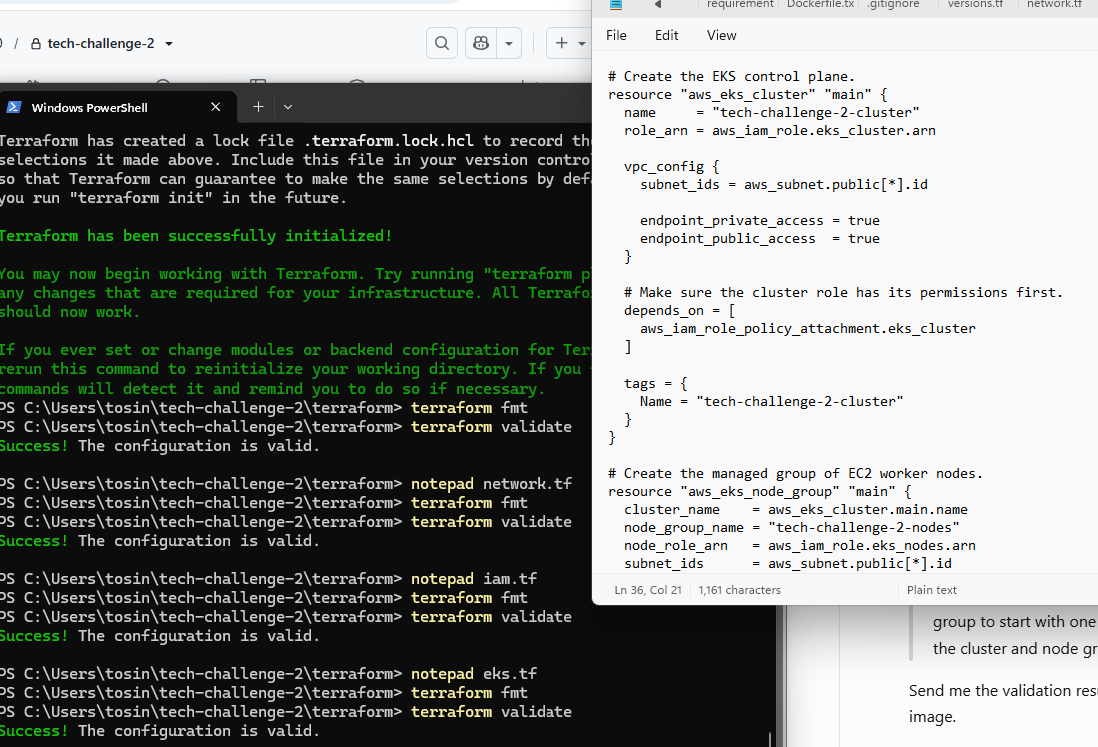 requirement Dockerfile.tx .gitignore versions.tf network.tf
/ tech-challenge-2
File Edit View
Windows PowerShell
Terraform has created a lock file .terraform.lock.hcl to record
selections it made above. Include this file in your version
so that Terraform can guarantee to make the same selections by
you run "terraform init" in the future.
Terraform has been successfully initialized!
You may now begin working with Terraform. Try running "terraform
any changes that are required for your infrastructure. All
should now work.
If you ever set or change modules or backend configuration for
rerun this command to reinitialize your working directory. If you
commands will detect it and remind you to do so if necessary.
PS C:\Users\tosin\tech-challenge-2\terraform> terraform fmt
PS C:\Users\tosin\tech-challenge-2\terraform> terraform validate
Success! The configuration is valid.
PS C:\Users\tosin\tech-challenge-2\terraform> notepad network.tf
PS C:\Users\tosin\tech-challenge-2\terraform> terraform fmt
PS C:\Users\tosin\tech-challenge-2\terraform> terraform validate
Success! The configuration is valid.
PS C:\Users\tosin\tech-challenge-2\terraform> notepad iam.tf
PS C:\Users\tosin\tech-challenge-2\terraform> terraform fmt
PS C:\Users\tosin\tech-challenge-2\terraform> terraform validate
Success! The configuration is valid.
PS C:\Users\tosin\tech-challenge-2\terraform> notepad eks.tf
PS C:\Users\tosin\tech-challenge-2\terraform> terraform fmt
PS C:\Users\tosin\tech-challenge-2\terraform> terraform validate
Success! The configuration is valid.
# Create the EKS control plane.
resource "aws_eks_cluster" "main" {
name = "tech-challenge-2-cluster"
role_arn = aws_iam_role.eks_cluster.arn
vpc_config {
subnet_ids = aws_subnet.public[*].id
endpoint_private_access = true
endpoint_public_access = true
}
# Make sure the cluster role has its permissions first.
depends_on = [
aws_iam_role_policy_attachment.eks_cluster
]
tags = {
Name = "tech-challenge-2-cluster"
}
}
# Create the managed group of EC2 worker nodes.
resource "aws_eks_node_group" "main" {
cluster_name = aws_eks_cluster.main.name
node_group_name = "tech-challenge-2-nodes"
node_role_arn = aws_iam_role.eks_nodes.arn
subnet_ids = aws_subnet.public[*].id
Ln 36, Col 21 1,161 characters Plain text
group to start with one
the cluster and node
Send me the validation
image.